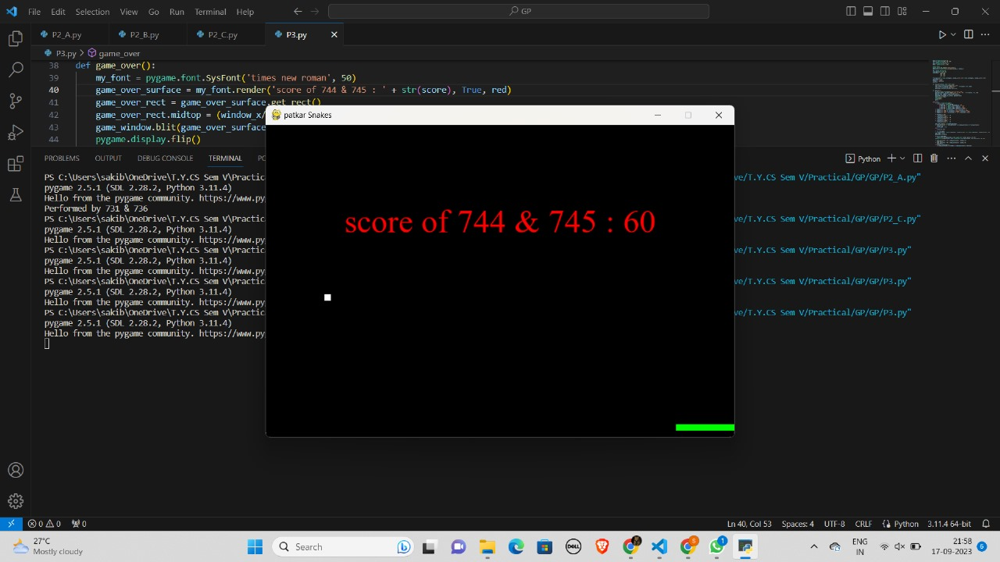 File Edit Selection View Go Run Terminal Help
GP
P2_A.py P2_B.py P2_C.py P3.py
P3.py > game_over
38 def game_over():
39 my_font = pygame.font.SysFont('times new roman', 50)
40 game_over_surface = my_font.render('score of 744 & 745 : ' + str(score), True, red)
41 game_over_rect = game_over_surface.get_rect()
42 game_over_rect.midtop = (window_x/
43 game_window.blit(game_over_surface
44 pygame.display.flip()
PROBLEMS OUTPUT DEBUG CONSOLE TERMINAL PO
Python
PS C:\Users\sakib\OneDrive\T.Y.CS Sem V\Practic ve/T.Y.CS Sem V/Practical/GP/GP/P2_A.py"
pygame 2.5.1 (SDL 2.28.2, Python 3.11.4)
Hello from the pygame community. https://www.py
Performed by 731 & 736
PS C:\Users\sakib\OneDrive\T.Y.CS Sem V\Practic ve/T.Y.CS Sem V/Practical/GP/GP/P2_C.py"
pygame 2.5.1 (SDL 2.28.2, Python 3.11.4)
Hello from the pygame community. https://www.py
PS C:\Users\sakib\OneDrive\T.Y.CS Sem V\Practic ve/T.Y.CS Sem V/Practical/GP/GP/P3.py"
pygame 2.5.1 (SDL 2.28.2, Python 3.11.4)
Hello from the pygame community. https://www.py
PS C:\Users\sakib\OneDrive\T.Y.CS Sem V\Practic ve/T.Y.CS Sem V/Practical/GP/GP/P3.py"
pygame 2.5.1 (SDL 2.28.2, Python 3.11.4)
Hello from the pygame community. https://www.py
PS C:\Users\sakib\OneDrive\T.Y.CS Sem V\Practic ve/T.Y.CS Sem V/Practical/GP/GP/P3.py"
pygame 2.5.1 (SDL 2.28.2, Python 3.11.4)
Hello from the pygame community. https://www.py
patkar Snakes
score of 744 & 745 : 60
0 0 0 Ln 40, Col 53 Spaces: 4 UTF-8 CRLF Python 3.11.4 64-bit
27°C
Mostly cloudy
Search
DELL
S
1
ENG
IN
21:58
17-09-2023
6